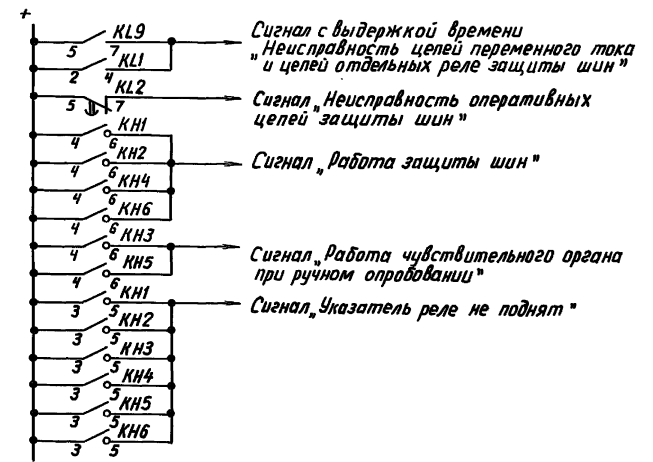 +
KL9
5 7
Сигнал с выдержкой времени
„Неисправность цепей переменного тока
и цепей отдельных реле защиты шин”
KL1
2 4
KL2
5 7
Сигнал „Неисправность оперативных
цепей защиты шин”
KH1
4 6
KH2
4 6
Сигнал „Работа защиты шин”
KH4
4 6
KH6
4 6
KH3
4 6
Сигнал „Работа чувствительного органа
при ручном опробовании”
KH5
4 6
KH1
3 5
Сигнал „Указатель реле не поднят”
KH2
3 5
KH3
3 5
KH4
3 5
KH5
3 5
KH6
3 5